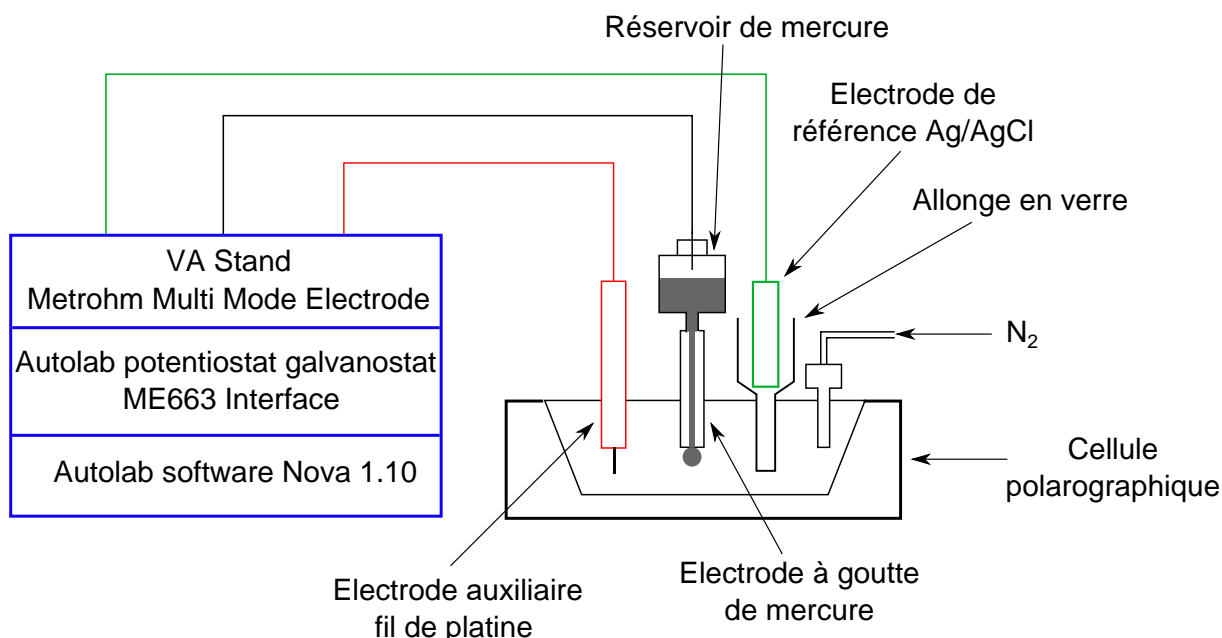 Réservoir de mercure
Electrode de
référence Ag/AgCl
Allonge en verre
VA Stand
Metrohm Multi Mode Electrode
Autolab potentiostat galvanostat
ME663 Interface
Autolab software Nova 1.10
N₂
Cellule
polarographique
Electrode auxiliaire
fil de platine
Electrode à goutte
de mercure